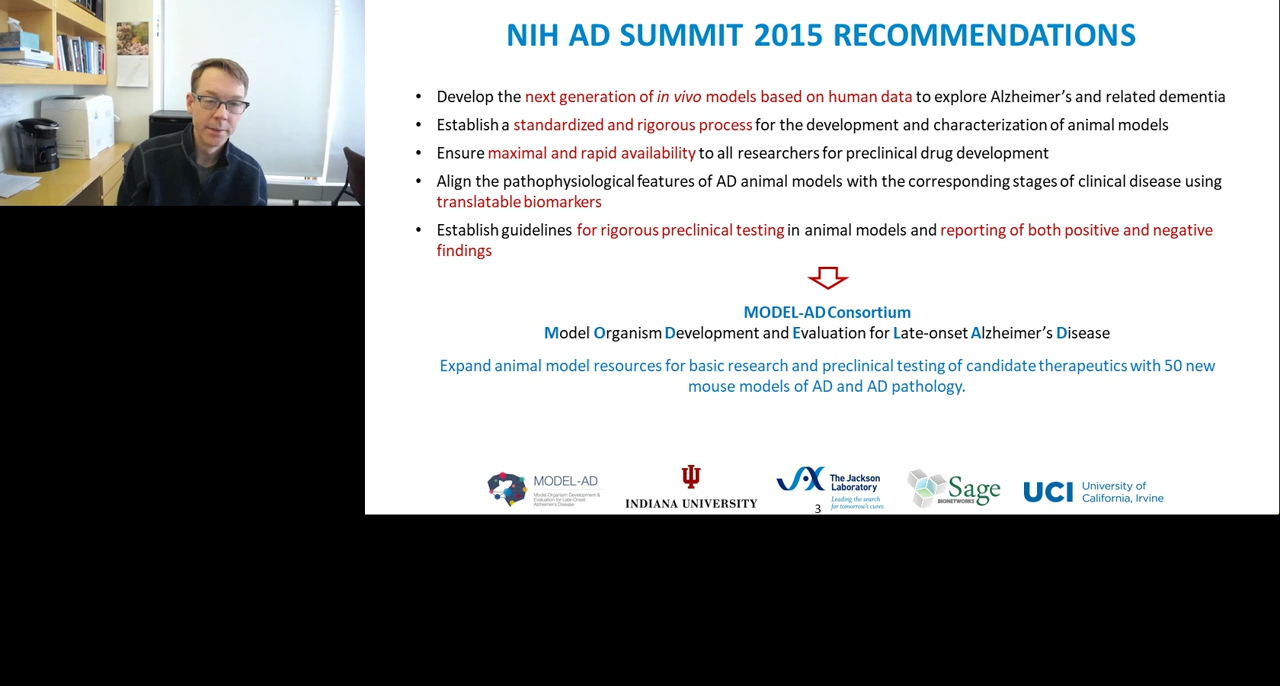 NIH AD SUMMIT 2015 RECOMMENDATIONS
• Develop the next generation of in vivo models based on human data to explore Alzheimer’s and related dementia
• Establish a standardized and rigorous process for the development and characterization of animal models
• Ensure maximal and rapid availability to all researchers for preclinical drug development
• Align the pathophysiological features of AD animal models with the corresponding stages of clinical disease using
translatable biomarkers
• Establish guidelines for rigorous preclinical testing in animal models and reporting of both positive and negative
findings
MODEL-AD Consortium
Model Organism Development and Evaluation for Late-onset Alzheimer’s Disease
Expand animal model resources for basic research and preclinical testing of candidate therapeutics with 50 new
mouse models of AD and AD pathology.
MODEL-AD
Model Organism Development &
Evaluation for Late-Onset
Alzheimer's Disease
INDIANA UNIVERSITY
The Jackson
Laboratory
Leading the search
for tomorrow's cures
Sage
BIONETWORKS
UCI University of
California, Irvine
3